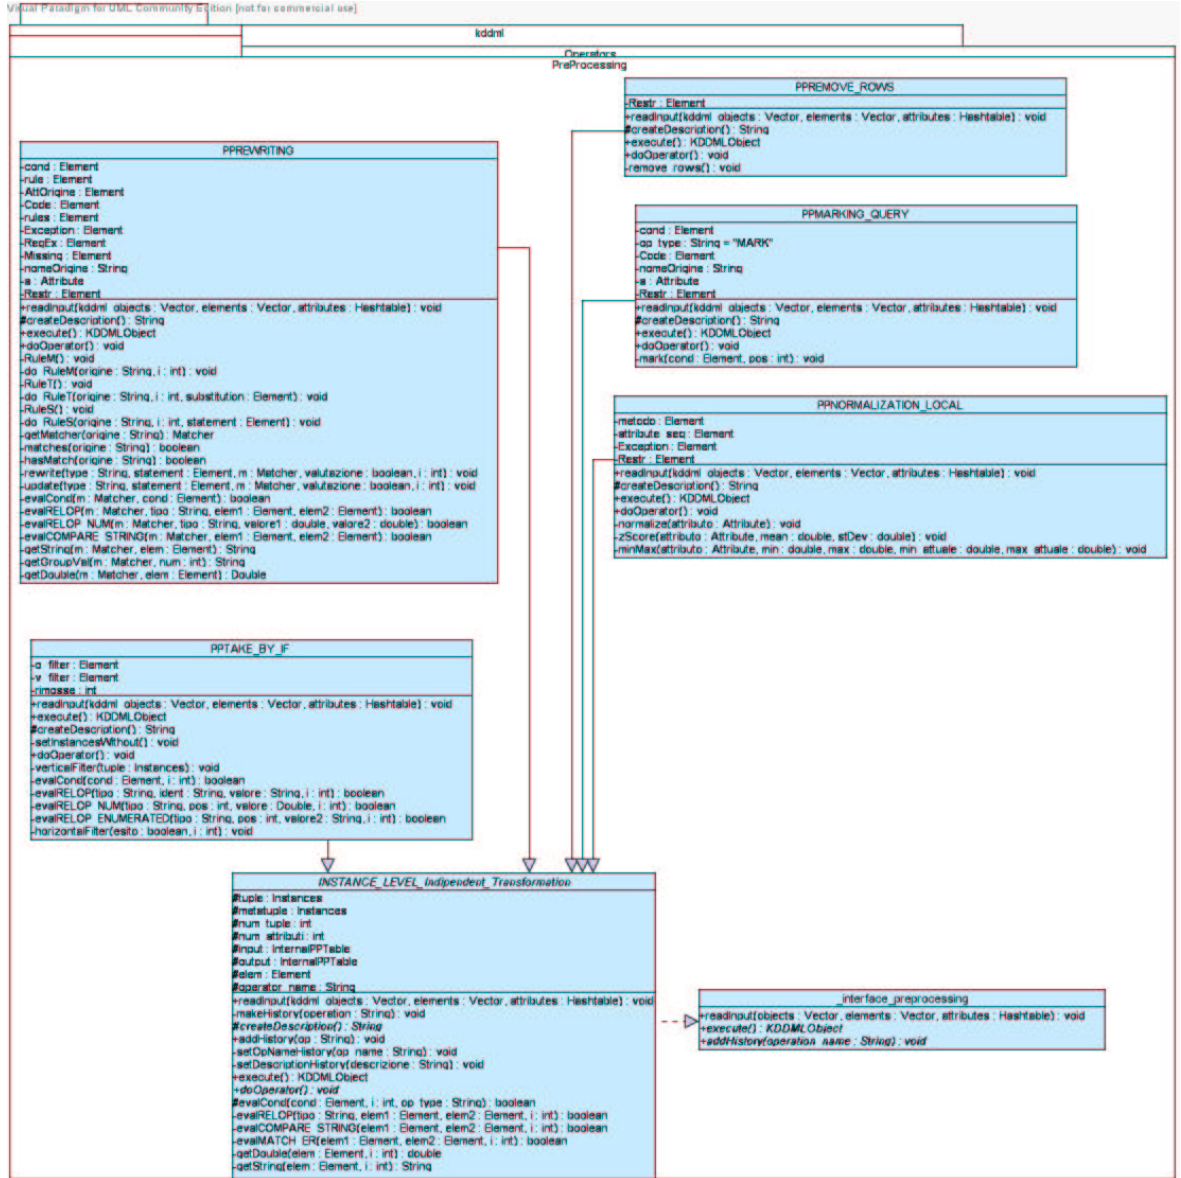 Visual Paradigm for UML Community Edition [not for commercial use]
kddml
Operators
PreProcessing
PPREMOVE_ROWS
-Restr : Element
+readInput(kddml_objects : Vector, elements : Vector, attributes : Hashtable) : void
#createDescription() : String
+execute() : KDDMLObject
+doOperator() : void
-remove_rows() : void
PPREWRITING
-cond : Element
-rule : Element
-AttOrigine : Element
-Code : Element
-rules : Element
-Exception : Element
-RegEx : Element
-Missing : Element
-nameOrigine : String
-a : Attribute
-Restr : Element
+readInput(kddml_objects : Vector, elements : Vector, attributes : Hashtable) : void
#createDescription() : String
+execute() : KDDMLObject
+doOperator() : void
-RuleM() : void
-do_RuleM(origine : String, i : int) : void
-RuleT() : void
-do_RuleT(origine : String, i : int, substitution : Element) : void
-RuleS() : void
-do_RuleS(origine : String, i : int, statement : Element) : void
-getMatcher(origine : String) : Matcher
-matches(origine : String) : boolean
-hasMatch(origine : String) : boolean
-rewrite(type : String, statement : Element, m : Matcher, valutazione : boolean, i : int) : void
-update(type : String, statement : Element, m : Matcher, valutazione : boolean, i : int) : void
-evalCond(m : Matcher, cond : Element) : boolean
-evalRELOP(m : Matcher, tipo : String, elem1 : Element, elem2 : Element) : boolean
-evalRELOP_NUM(m : Matcher, tipo : String, valore1 : double, valore2 : double) : boolean
-evalCOMPARE_STRING(m : Matcher, elem1 : Element, elem2 : Element) : boolean
-getString(m : Matcher, elem : Element) : String
-getGroupVal(m : Matcher, num : int) : String
-getDouble(m : Matcher, elem : Element) : Double
PPMARKING_QUERY
-cond : Element
-op_type : String = "MARK"
-Code : Element
-nameOrigine : String
-a : Attribute
-Restr : Element
+readInput(kddml_objects : Vector, elements : Vector, attributes : Hashtable) : void
#createDescription() : String
+execute() : KDDMLObject
+doOperator() : void
-mark(cond : Element, pos : int) : void
PPNORMALIZATION_LOCAL
-metodo : Element
-attribute_seq : Element
-Exception : Element
-Restr : Element
+readInput(kddml_objects : Vector, elements : Vector, attributes : Hashtable) : void
#createDescription() : String
+execute() : KDDMLObject
+doOperator() : void
-normalize(attributo : Attribute) : void
-zScore(attributo : Attribute, mean : double, stDev : double) : void
-minMax(attributo : Attribute, min : double, max : double, min_attuale : double, max_attuale : double) : void
PPTAKE_BY_IF
-o_filter : Element
-v_filter : Element
-rimosse : int
+readInput(kddml_objects : Vector, elements : Vector, attributes : Hashtable) : void
+execute() : KDDMLObject
#createDescription() : String
-setInstancesWithout() : void
+doOperator() : void
-verticalFilter(tuple : Instances) : void
-evalCond(cond : Element, i : int) : boolean
-evalRELOP(tipo : String, ident : String, valore : String, i : int) : boolean
-evalRELOP_NUM(tipo : String, pos : int, valore : Double, i : int) : boolean
-evalRELOP_ENUMERATED(tipo : String, pos : int, valore2 : String, i : int) : boolean
-horizontalFilter(esito : boolean, i : int) : void
INSTANCE_LEVEL_Indipendent_Transformation
#tuple : Instances
#metatuple : Instances
#num_tuple : int
#num_attributi : int
#input : InternalPPTable
#output : InternalPPTable
#elem : Element
#operator_name : String
+readInput(kddml_objects : Vector, elements : Vector, attributes : Hashtable) : void
-makeHistory(operation : String) : void
#createDescription() : String
+addHistory(op : String) : void
-setOpNameHistory(op_name : String) : void
-setDescriptionHistory(descrizione : String) : void
+execute() : KDDMLObject
+doOperator() : void
#evalCond(cond : Element, i : int, op_type : String) : boolean
-evalRELOP(tipo : String, elem1 : Element, elem2 : Element, i : int) : boolean
-evalCOMPARE_STRING(elem1 : Element, elem2 : Element, i : int) : boolean
-evalMATCH_ER(elem1 : Element, elem2 : Element, i : int) : boolean
-getDouble(elem : Element, i : int) : double
-getString(elem : Element, i : int) : String
_interface_preprocessing
+readInput(objects : Vector, elements : Vector, attributes : Hashtable) : void
+execute() : KDDMLObject
+addHistory(operation_name : String) : void